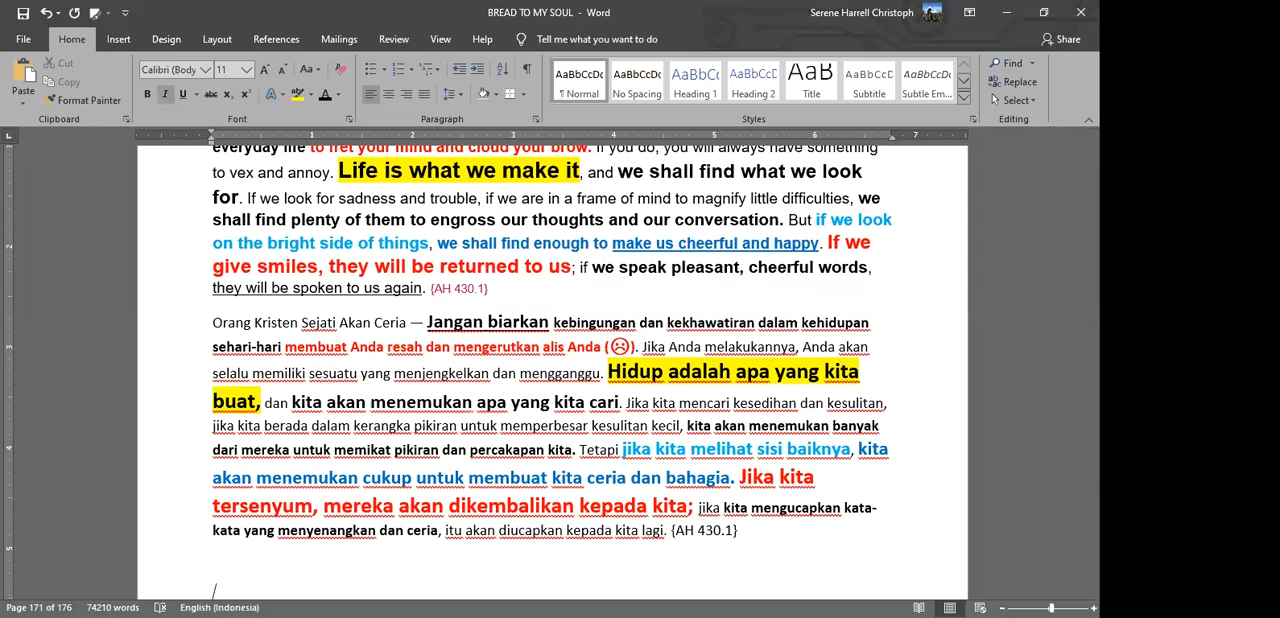 BREAD TO MY SOUL - Word
Serene Harrell Christoph
File Home Insert Design Layout References Mailings Review View Help Tell me what you want to do Share
Paste Cut Copy Format Painter Clipboard
Calibri (Body 11 Aa B I U abc x₂ x² A A Font
Paragraph
AaBbCcDc ¶ Normal
AaBbCcDc No Spacing
AaBbCc Heading 1
AaBbCcD Heading 2
AaB Title
AaBbCcD Subtitle
AaBbCcDc Subtle Em...
Styles
Find Replace Select Editing
1 2 3 4 5 6 7
everyday life to fret your mind and cloud your brow. If you do, you will always have something
to vex and annoy. Life is what we make it, and we shall find what we look
for. If we look for sadness and trouble, if we are in a frame of mind to magnify little difficulties, we
shall find plenty of them to engross our thoughts and our conversation. But if we look
on the bright side of things, we shall find enough to make us cheerful and happy. If we
give smiles, they will be returned to us; if we speak pleasant, cheerful words,
they will be spoken to us again. {AH 430.1}
Orang Kristen Sejati Akan Ceria — Jangan biarkan kebingungan dan kekhawatiran dalam kehidupan
sehari-hari membuat Anda resah dan mengerutkan alis Anda (☹). Jika Anda melakukannya, Anda akan
selalu memiliki sesuatu yang menjengkelkan dan mengganggu. Hidup adalah apa yang kita
buat, dan kita akan menemukan apa yang kita cari. Jika kita mencari kesedihan dan kesulitan,
jika kita berada dalam kerangka pikiran untuk memperbesar kesulitan kecil, kita akan menemukan banyak
dari mereka untuk memikat pikiran dan percakapan kita. Tetapi jika kita melihat sisi baiknya, kita
akan menemukan cukup untuk membuat kita ceria dan bahagia. Jika kita
tersenyum, mereka akan dikembalikan kepada kita; jika kita mengucapkan kata-
kata yang menyenangkan dan ceria, itu akan diucapkan kepada kita lagi. {AH 430.1}
Page 171 of 176 74210 words English (Indonesia)